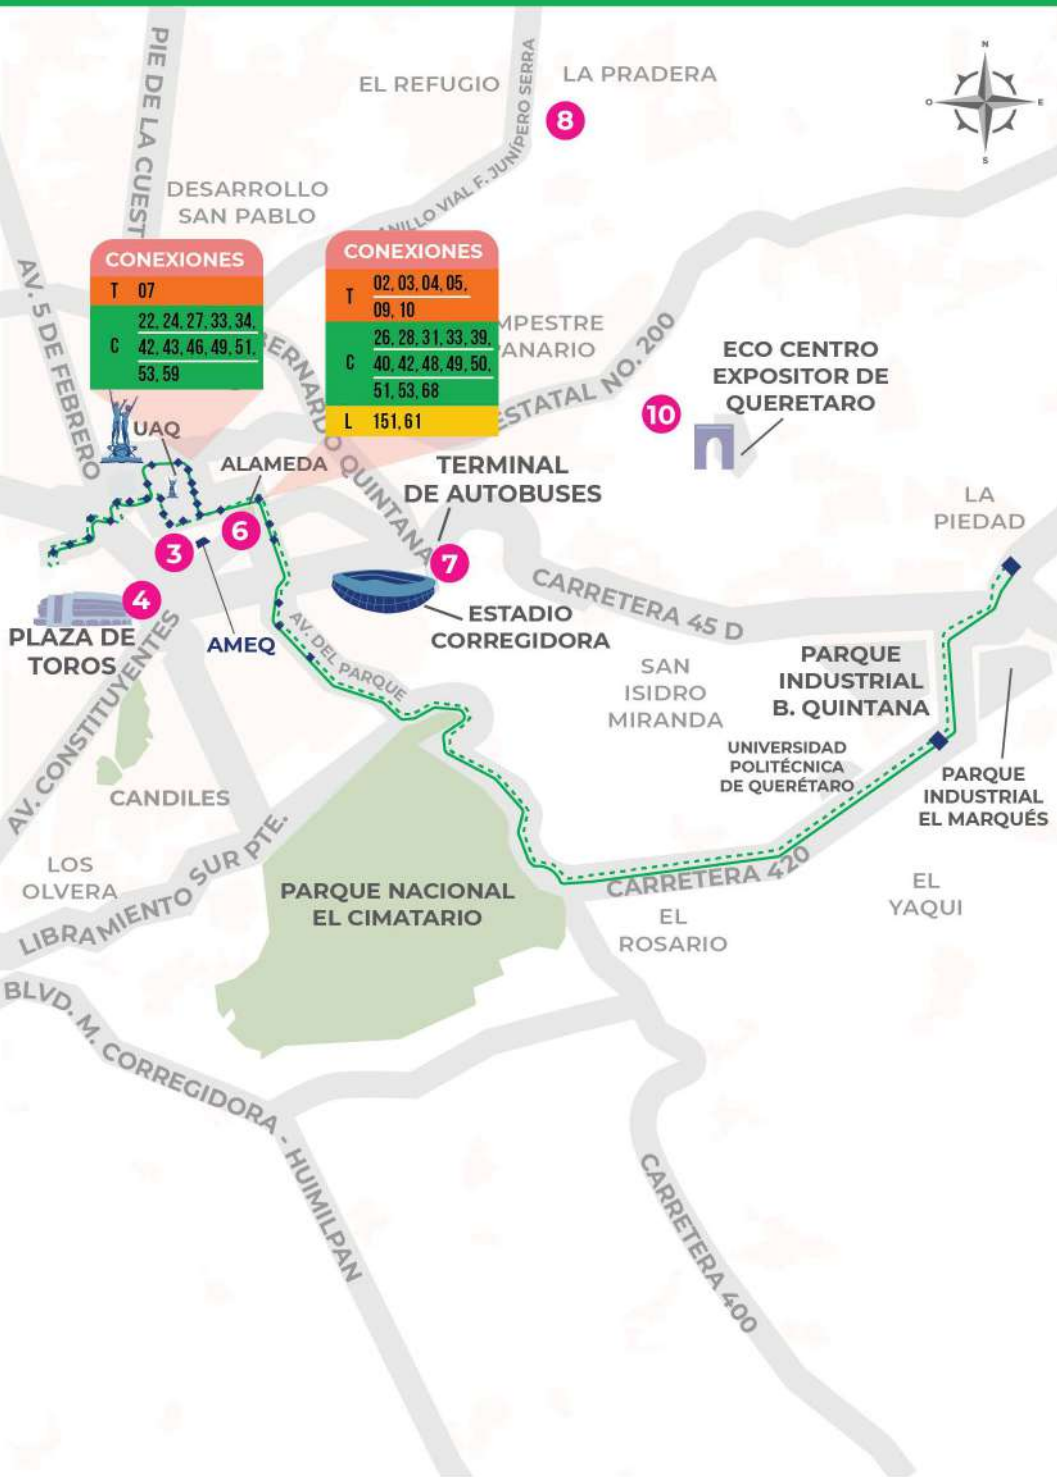 N
O
E
S
PIE DE LA CUEST
EL REFUGIO
LA PRADERA
8
ANILLO VIAL F. JUNÍPERO SERRA
DESARROLLO
SAN PABLO
AV. 5 DE FEBRERO
CONEXIONES
T 07
C 22, 24, 27, 33, 34,
42, 43, 46, 49, 51,
53, 59
CONEXIONES
T 02, 03, 04, 05,
09, 10
C 26, 28, 31, 33, 39,
40, 42, 48, 49, 50,
51, 53, 68
L 151, 61
BERNARDO QUINTANA
MPESTRE
ANARIO
ESTATAL NO. 200
ECO CENTRO
EXPOSITOR DE
QUERETARO
10
UAQ
ALAMEDA
TERMINAL
DE AUTOBUSES
LA
PIEDAD
6
3
7
4
PLAZA DE
TOROS
AMEQ
ESTADIO
CORREGIDORA
CARRETERA 45 D
AV. DEL PARQUE
SAN
ISIDRO
MIRANDA
PARQUE
INDUSTRIAL
B. QUINTANA
UNIVERSIDAD
POLITÉCNICA
DE QUERÉTARO
PARQUE
INDUSTRIAL
EL MARQUÉS
AV. CONSTITUYENTES
CANDILES
LOS
OLVERA
LIBRAMIENTO SUR PTE.
PARQUE NACIONAL
EL CIMATARIO
CARRETERA 420
EL
ROSARIO
EL
YAQUI
BLVD. M. CORREGIDORA - HUIMILPAN
CARRETERA 400